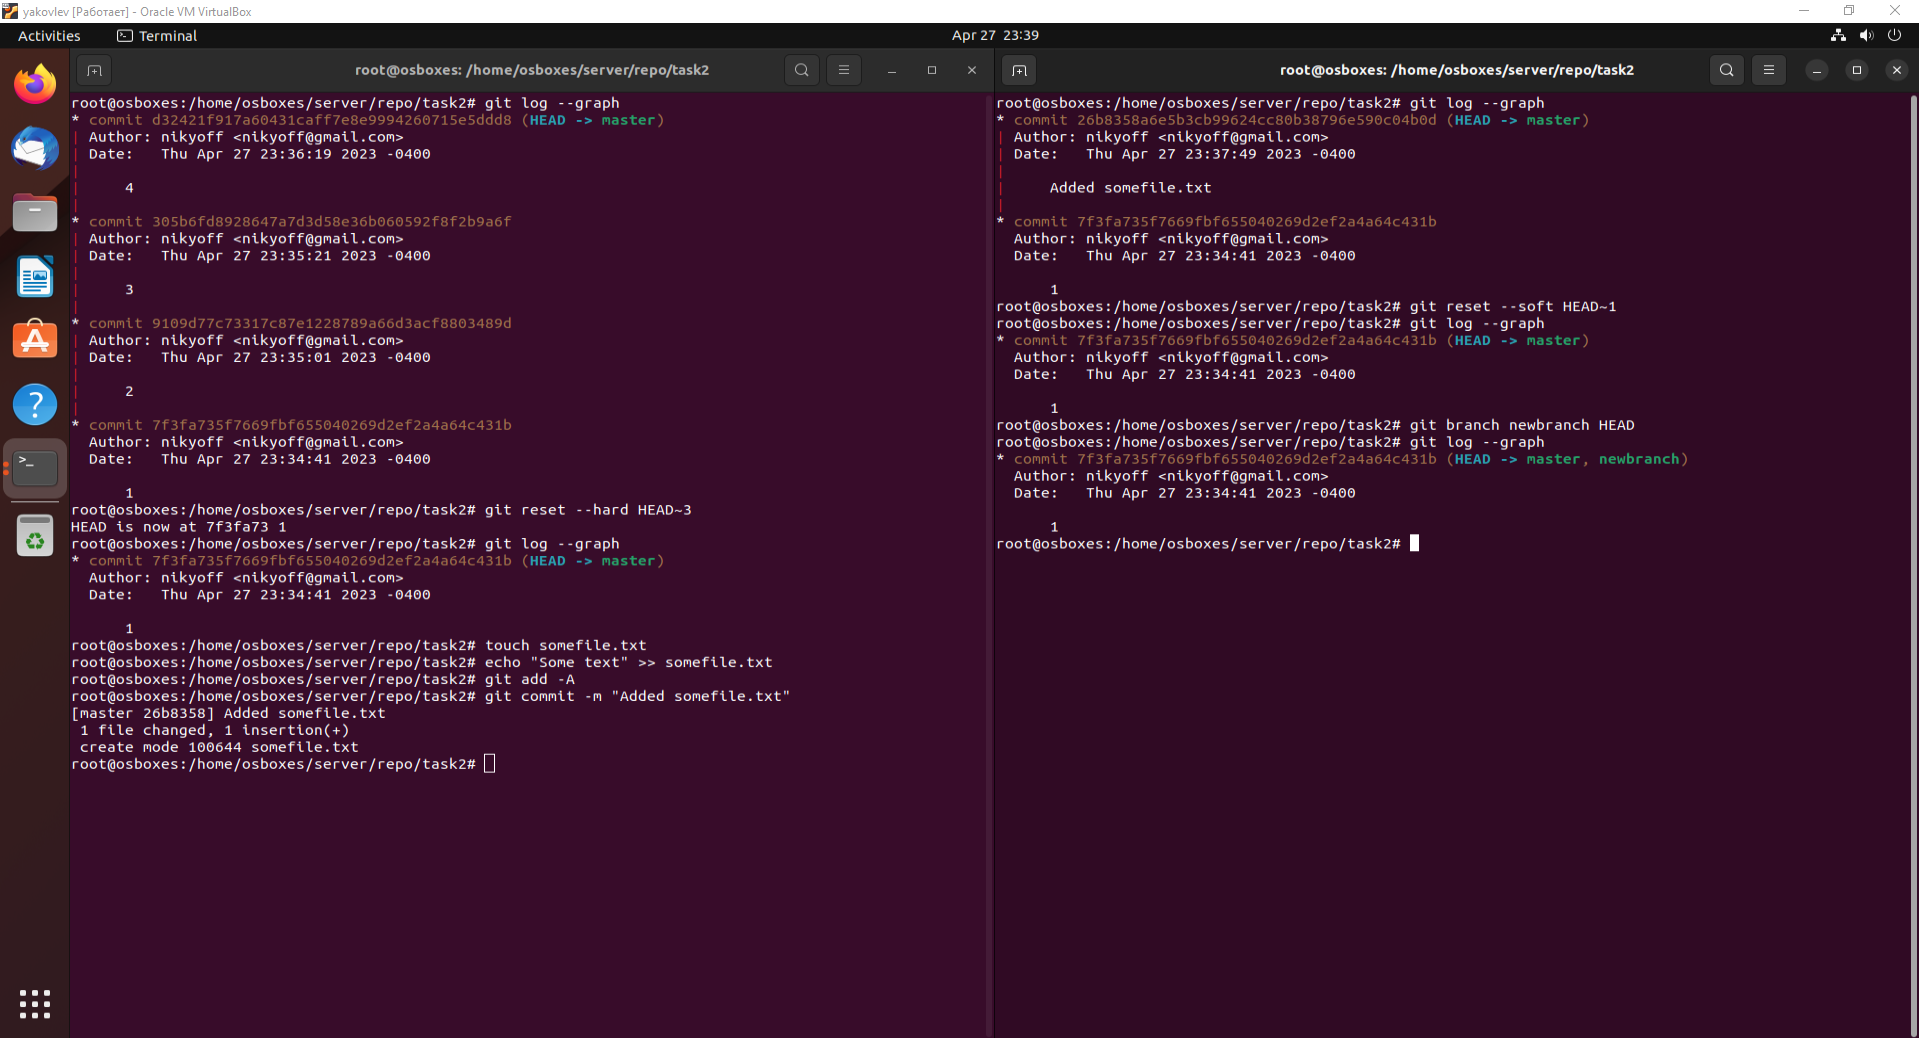 yakovlev [Работает] - Oracle VM VirtualBox
Activities
Terminal
Apr 27 23:39
root@osboxes: /home/osboxes/server/repo/task2
root@osboxes:/home/osboxes/server/repo/task2# git log --graph
* commit d32421f917a60431caff7e8e9994260715e5ddd8 (HEAD -> master)
| Author: nikyoff <nikyoff@gmail.com>
| Date:   Thu Apr 27 23:36:19 2023 -0400
|
|     4
|
* commit 305b6fd8928647a7d3d58e36b060592f8f2b9a6f
| Author: nikyoff <nikyoff@gmail.com>
| Date:   Thu Apr 27 23:35:21 2023 -0400
|
|     3
|
* commit 9109d77c73317c87e1228789a66d3acf8803489d
| Author: nikyoff <nikyoff@gmail.com>
| Date:   Thu Apr 27 23:35:01 2023 -0400
|
|     2
|
* commit 7f3fa735f7669fbf655040269d2ef2a4a64c431b
  Author: nikyoff <nikyoff@gmail.com>
  Date:   Thu Apr 27 23:34:41 2023 -0400

      1
root@osboxes:/home/osboxes/server/repo/task2# git reset --hard HEAD~3
HEAD is now at 7f3fa73 1
root@osboxes:/home/osboxes/server/repo/task2# git log --graph
* commit 7f3fa735f7669fbf655040269d2ef2a4a64c431b (HEAD -> master)
  Author: nikyoff <nikyoff@gmail.com>
  Date:   Thu Apr 27 23:34:41 2023 -0400

      1
root@osboxes:/home/osboxes/server/repo/task2# touch somefile.txt
root@osboxes:/home/osboxes/server/repo/task2# echo "Some text" >> somefile.txt
root@osboxes:/home/osboxes/server/repo/task2# git add -A
root@osboxes:/home/osboxes/server/repo/task2# git commit -m "Added somefile.txt"
[master 26b8358] Added somefile.txt
 1 file changed, 1 insertion(+)
 create mode 100644 somefile.txt
root@osboxes:/home/osboxes/server/repo/task2#
root@osboxes: /home/osboxes/server/repo/task2
root@osboxes:/home/osboxes/server/repo/task2# git log --graph
* commit 26b8358a6e5b3cb99624cc80b38796e590c04b0d (HEAD -> master)
| Author: nikyoff <nikyoff@gmail.com>
| Date:   Thu Apr 27 23:37:49 2023 -0400
|
|     Added somefile.txt
|
* commit 7f3fa735f7669fbf655040269d2ef2a4a64c431b
  Author: nikyoff <nikyoff@gmail.com>
  Date:   Thu Apr 27 23:34:41 2023 -0400

      1
root@osboxes:/home/osboxes/server/repo/task2# git reset --soft HEAD~1
root@osboxes:/home/osboxes/server/repo/task2# git log --graph
* commit 7f3fa735f7669fbf655040269d2ef2a4a64c431b (HEAD -> master)
  Author: nikyoff <nikyoff@gmail.com>
  Date:   Thu Apr 27 23:34:41 2023 -0400

      1
root@osboxes:/home/osboxes/server/repo/task2# git branch newbranch HEAD
root@osboxes:/home/osboxes/server/repo/task2# git log --graph
* commit 7f3fa735f7669fbf655040269d2ef2a4a64c431b (HEAD -> master, newbranch)
  Author: nikyoff <nikyoff@gmail.com>
  Date:   Thu Apr 27 23:34:41 2023 -0400

      1
root@osboxes:/home/osboxes/server/repo/task2#